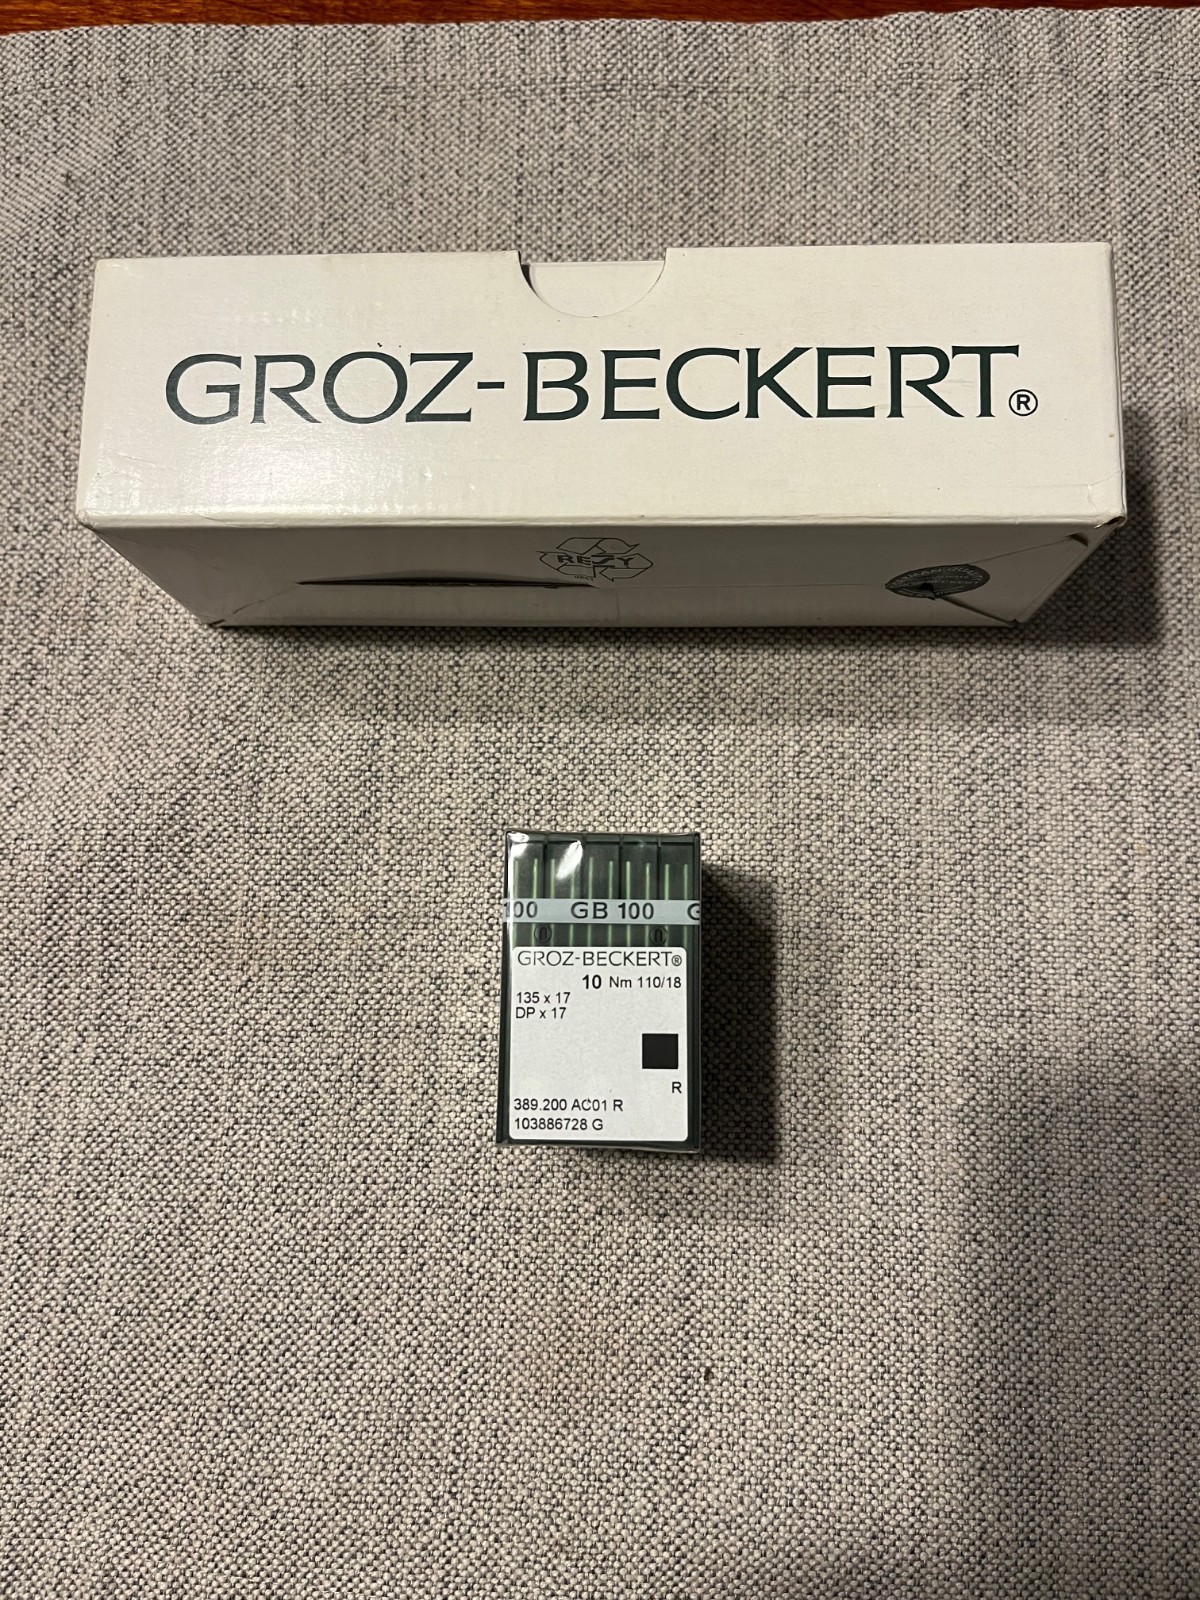 GROZ-BECKERT®
REZY
100 GB 100 G
GROZ-BECKERT®
10 Nm 110/18
135 x 17
DP x 17
R
389.200 AC01 R
103886728 G